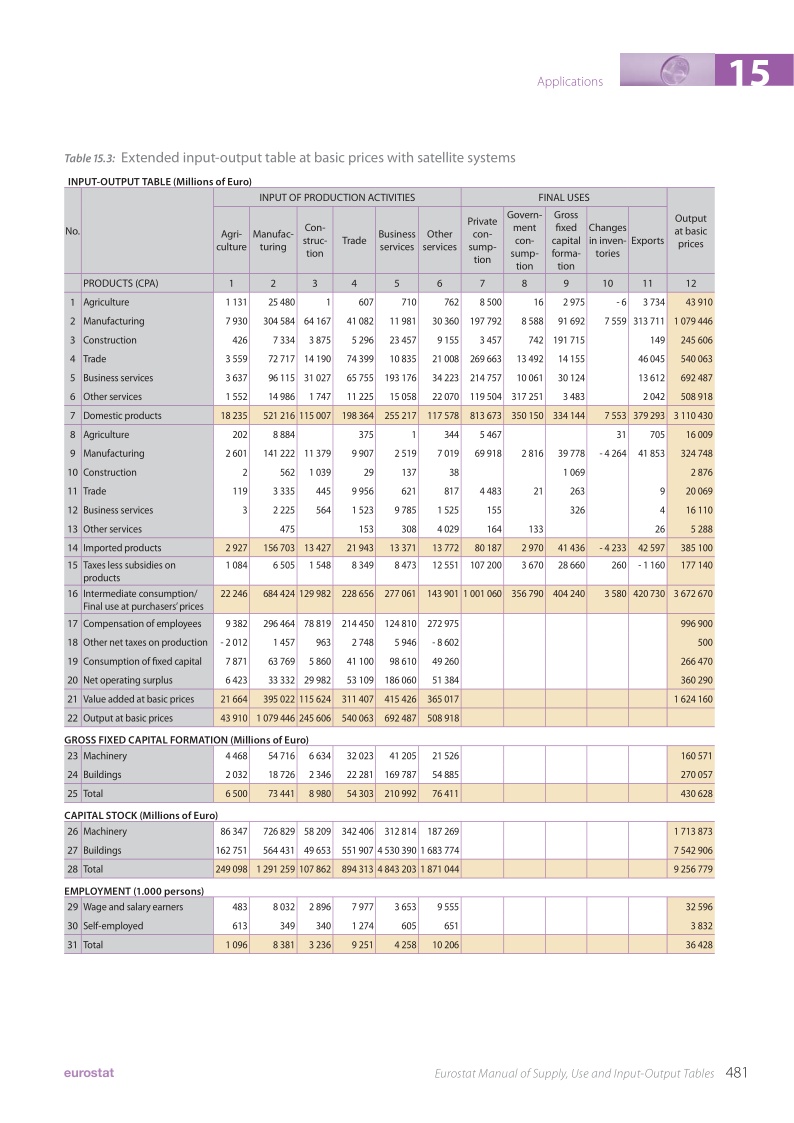 Applications
15
Table 15.3: Extended input-output table at basic prices with satellite systems
INPUT-OUTPUT TABLE (Millions of Euro)
No. INPUT OF PRODUCTION ACTIVITIES FINAL USES Output at basic prices
Agri-culture Manufac-turing Con-struc-tion Trade Business services Other services Private con-sump-tion Govern-ment con-sump-tion Gross fixed capital forma-tion Changes in inven-tories Exports
PRODUCTS (CPA) 1 2 3 4 5 6 7 8 9 10 11 12
1 Agriculture 1 131 25 480 1 607 710 762 8 500 16 2 975 - 6 3 734 43 910
2 Manufacturing 7 930 304 584 64 167 41 082 11 981 30 360 197 792 8 588 91 692 7 559 313 711 1 079 446
3 Construction 426 7 334 3 875 5 296 23 457 9 155 3 457 742 191 715 149 245 606
4 Trade 3 559 72 717 14 190 74 399 10 835 21 008 269 663 13 492 14 155 46 045 540 063
5 Business services 3 637 96 115 31 027 65 755 193 176 34 223 214 757 10 061 30 124 13 612 692 487
6 Other services 1 552 14 986 1 747 11 225 15 058 22 070 119 504 317 251 3 483 2 042 508 918
7 Domestic products 18 235 521 216 115 007 198 364 255 217 117 578 813 673 350 150 334 144 7 553 379 293 3 110 430
8 Agriculture 202 8 884 375 1 344 5 467 31 705 16 009
9 Manufacturing 2 601 141 222 11 379 9 907 2 519 7 019 69 918 2 816 39 778 - 4 264 41 853 324 748
10 Construction 2 562 1 039 29 137 38 1 069 2 876
11 Trade 119 3 335 445 9 956 621 817 4 483 21 263 9 20 069
12 Business services 3 2 225 564 1 523 9 785 1 525 155 326 4 16 110
13 Other services 475 153 308 4 029 164 133 26 5 288
14 Imported products 2 927 156 703 13 427 21 943 13 371 13 772 80 187 2 970 41 436 - 4 233 42 597 385 100
15 Taxes less subsidies on 1 084 6 505 1 548 8 349 8 473 12 551 107 200 3 670 28 660 260 - 1 160 177 140
products
16 Intermediate consumption/ 22 246 684 424 129 982 228 656 277 061 143 901 1 001 060 356 790 404 240 3 580 420 730 3 672 670
Final use at purchasers' prices
17 Compensation of employees 9 382 296 464 78 819 214 450 124 810 272 975 996 900
18 Other net taxes on production - 2 012 1 457 963 2 748 5 946 - 8 602 500
19 Consumption of fixed capital 7 871 63 769 5 860 41 100 98 610 49 260 266 470
20 Net operating surplus 6 423 33 332 29 982 53 109 186 060 51 384 360 290
21 Value added at basic prices 21 664 395 022 115 624 311 407 415 426 365 017 1 624 160
22 Output at basic prices 43 910 1 079 446 245 606 540 063 692 487 508 918
GROSS FIXED CAPITAL FORMATION (Millions of Euro)
23 Machinery 4 468 54 716 6 634 32 023 41 205 21 526 160 571
24 Buildings 2 032 18 726 2 346 22 281 169 787 54 885 270 057
25 Total 6 500 73 441 8 980 54 303 210 992 76 411 430 628
CAPITAL STOCK (Millions of Euro)
26 Machinery 86 347 726 829 58 209 342 406 312 814 187 269 1 713 873
27 Buildings 162 751 564 431 49 653 551 907 4 530 390 1 683 774 7 542 906
28 Total 249 098 1 291 259 107 862 894 313 4 843 203 1 871 044 9 256 779
EMPLOYMENT (1.000 persons)
29 Wage and salary earners 483 8 032 2 896 7 977 3 653 9 555 32 596
30 Self-employed 613 349 340 1 274 605 651 3 832
31 Total 1 096 8 381 3 236 9 251 4 258 10 206 36 428
eurostat Eurostat Manual of Supply, Use and Input-Output Tables 481